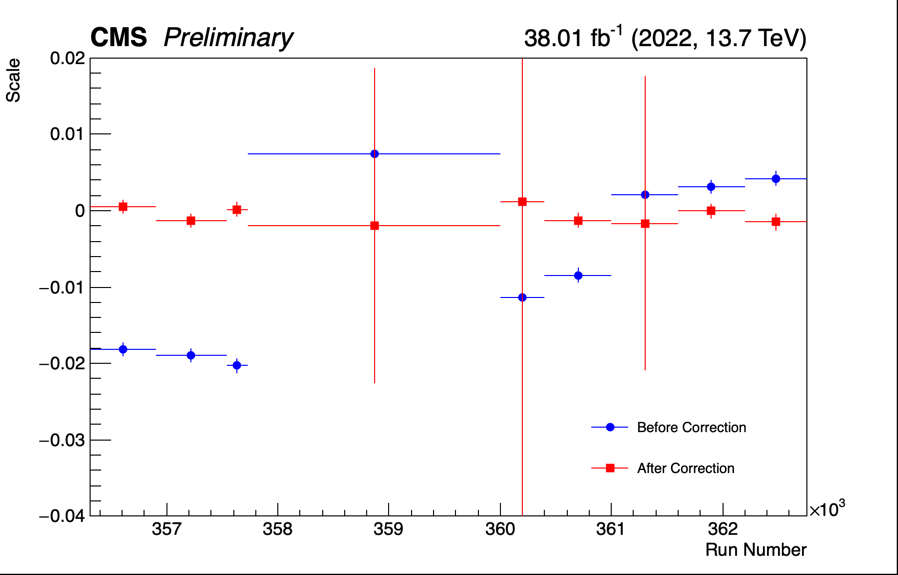 CMS Preliminary 38.01 fb-1 (2022, 13.7 TeV)
Scale
0.02
0.01
0
−0.01
−0.02
−0.03
−0.04
Before Correction
After Correction
357 358 359 360 361 362 ×10³
Run Number